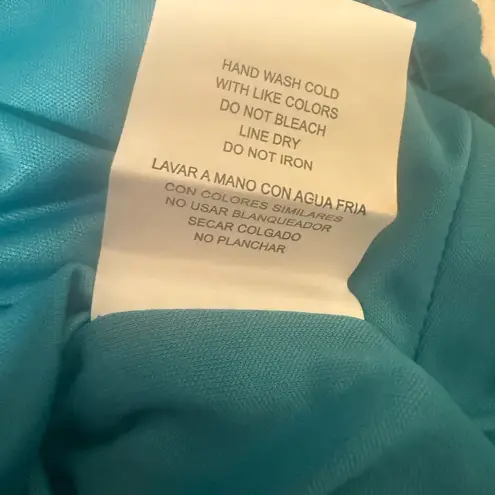 HAND WASH COLD
WITH LIKE COLORS
DO NOT BLEACH
LINE DRY
DO NOT IRON
LAVAR A MANO CON AGUA FRIA
CON COLORES SIMILARES
NO USAR BLANQUEADOR
SECAR COLGADO
NO PLANCHAR